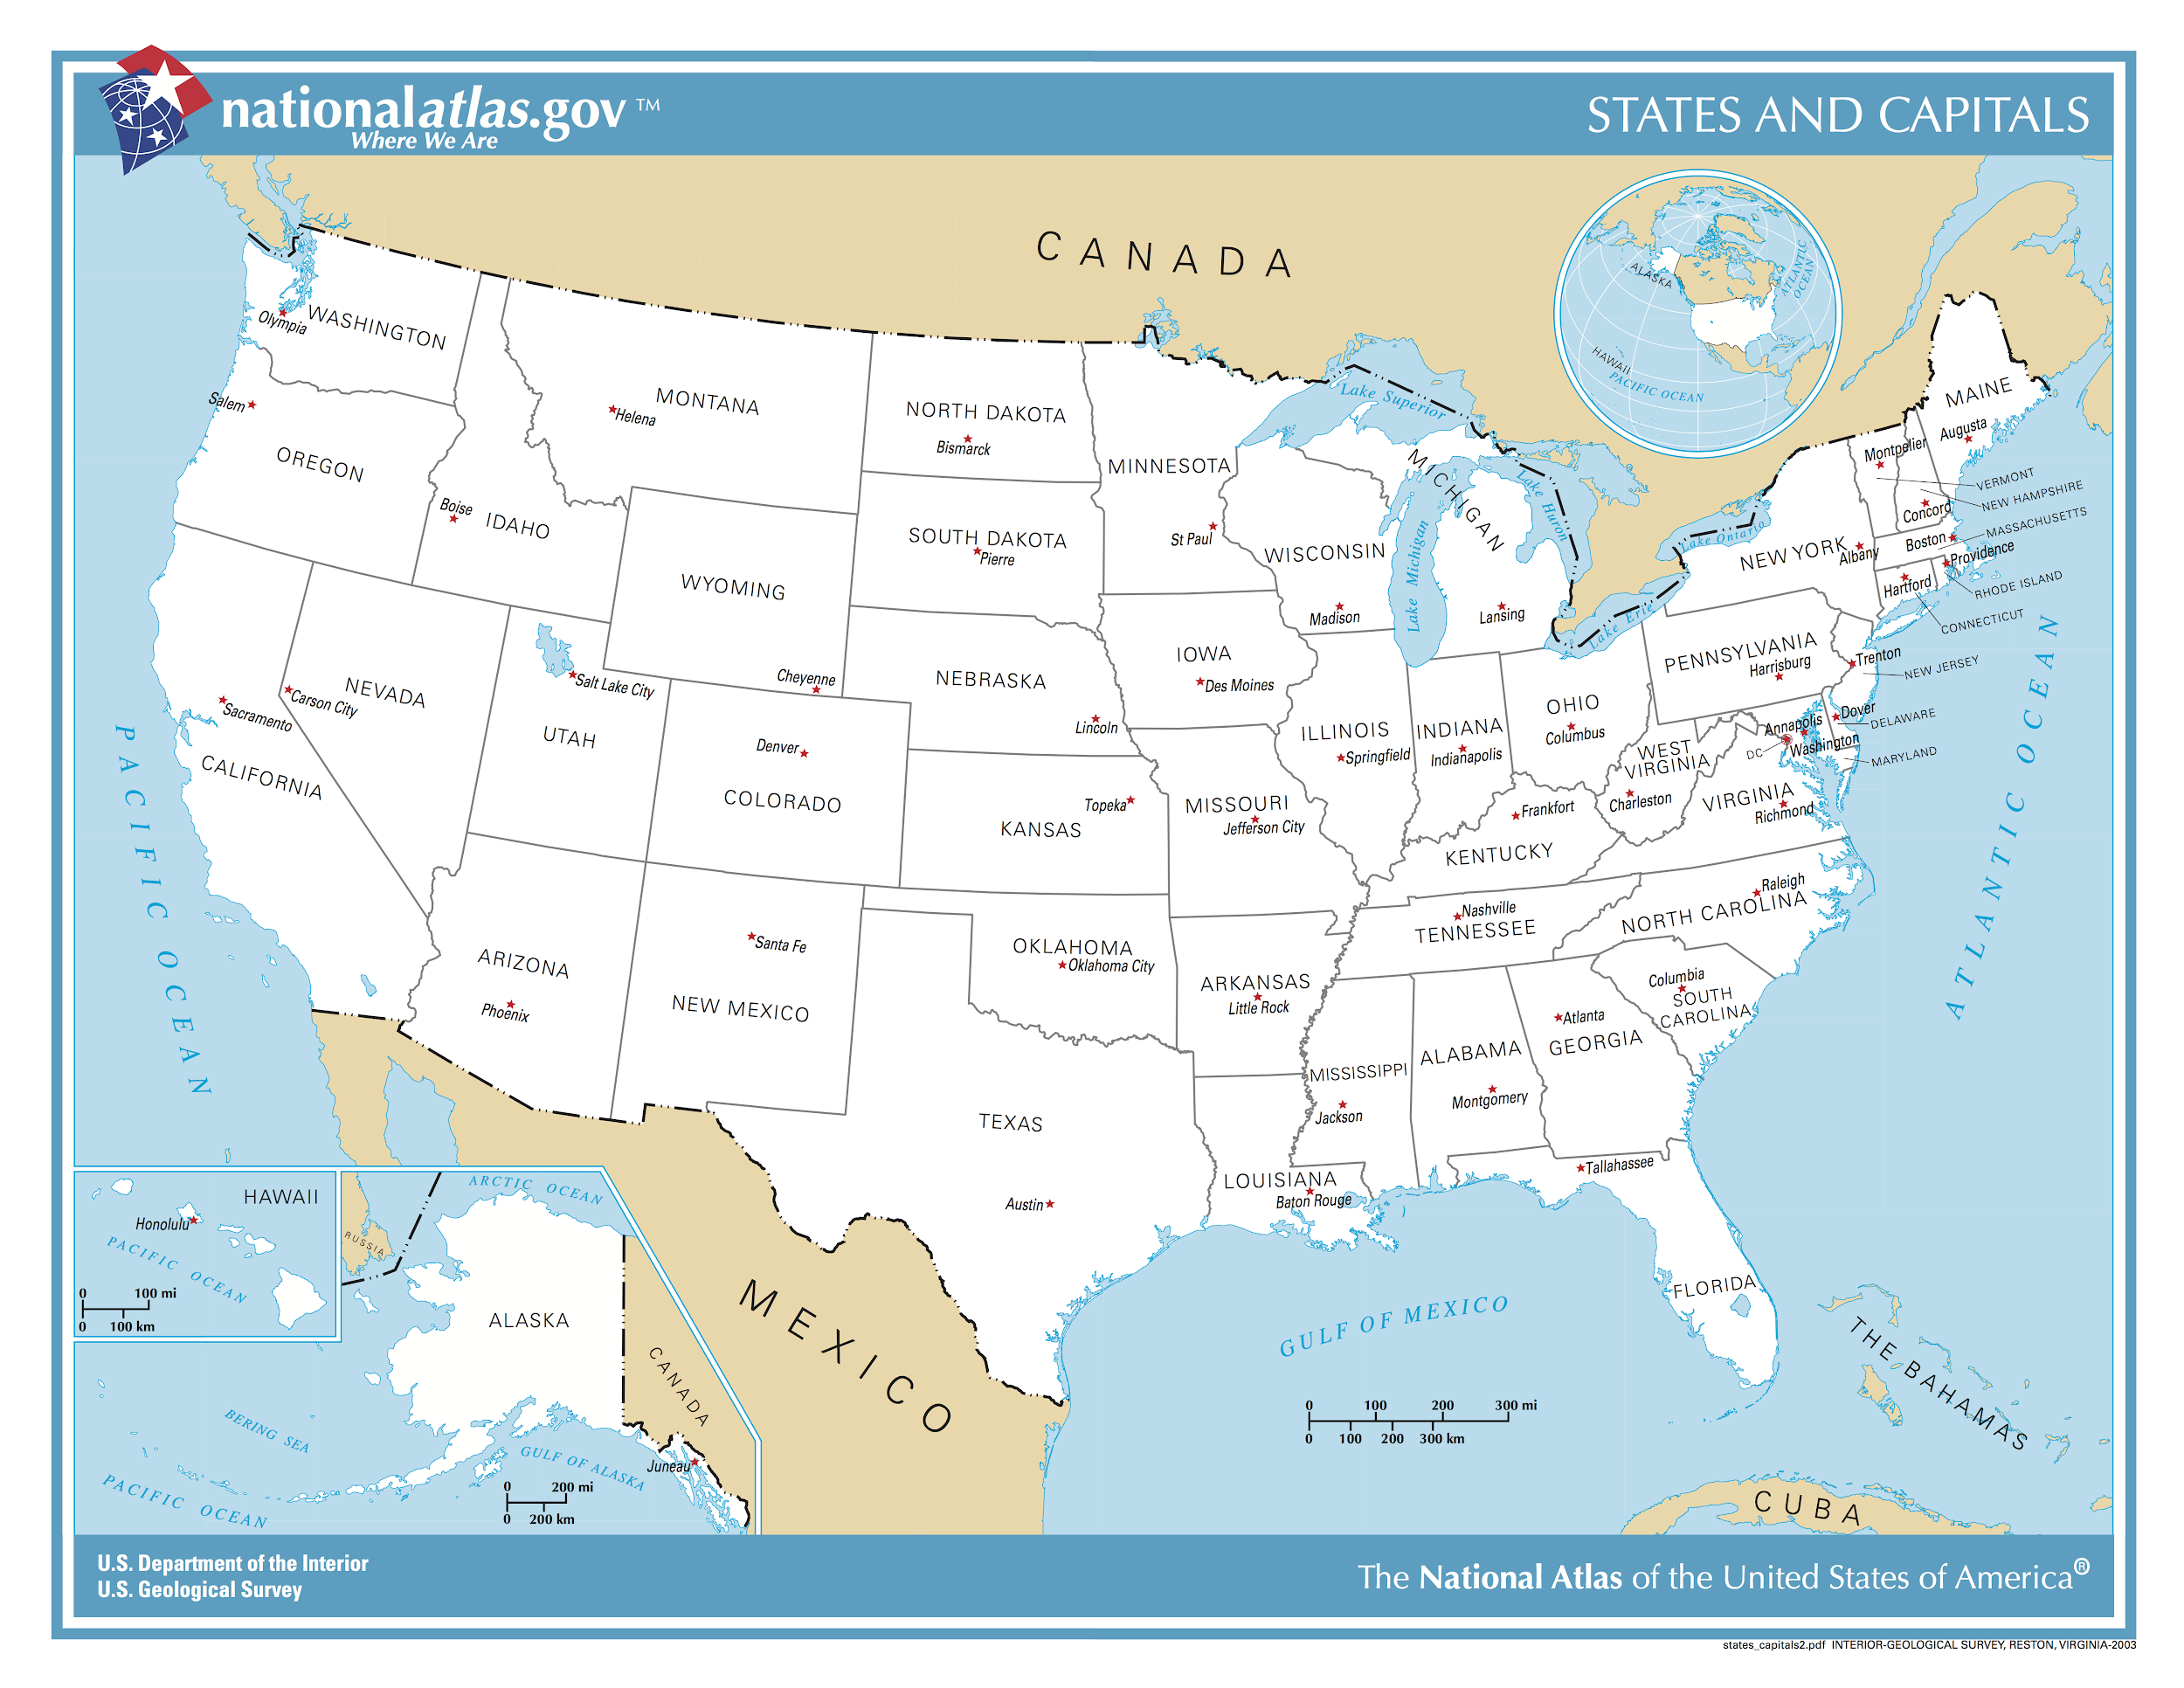 nationalatlas.gov™
Where We Are
STATES AND CAPITALS
CANADA
ALASKA
HAWAII
PACIFIC OCEAN
ATLANTIC OCEAN
WASHINGTON
Olympia
OREGON
Salem
IDAHO
Boise
MONTANA
Helena
WYOMING
Cheyenne
NORTH DAKOTA
Bismarck
SOUTH DAKOTA
Pierre
NEBRASKA
Lincoln
MINNESOTA
St Paul
WISCONSIN
Madison
MICHIGAN
Lansing
Lake Superior
Lake Michigan
Lake Huron
Lake Erie
Lake Ontario
IOWA
Des Moines
ILLINOIS
Springfield
INDIANA
Indianapolis
OHIO
Columbus
PENNSYLVANIA
Harrisburg
NEW YORK
Albany
MAINE
Augusta
Montpelier
VERMONT
NEW HAMPSHIRE
Concord
MASSACHUSETTS
Boston
Providence
RHODE ISLAND
Hartford
CONNECTICUT
Trenton
NEW JERSEY
Dover
DELAWARE
Annapolis
MARYLAND
DC
Washington
WEST
VIRGINIA
Charleston
VIRGINIA
Richmond
KENTUCKY
Frankfort
TENNESSEE
Nashville
NORTH CAROLINA
Raleigh
SOUTH
CAROLINA
Columbia
GEORGIA
Atlanta
ALABAMA
Montgomery
MISSISSIPPI
Jackson
FLORIDA
Tallahassee
LOUISIANA
Baton Rouge
ARKANSAS
Little Rock
MISSOURI
Jefferson City
KANSAS
Topeka
OKLAHOMA
Oklahoma City
TEXAS
Austin
COLORADO
Denver
NEW MEXICO
Santa Fe
UTAH
Salt Lake City
ARIZONA
Phoenix
NEVADA
Carson City
CALIFORNIA
Sacramento
PACIFIC OCEAN
ATLANTIC OCEAN
HAWAII
Honolulu
PACIFIC OCEAN
0 100 mi
0 100 km
RUSSIA
ARCTIC OCEAN
ALASKA
CANADA
Juneau
BERING SEA
GULF OF ALASKA
PACIFIC OCEAN
0 200 mi
0 200 km
MEXICO
GULF OF MEXICO
0 100 200 300 mi
0 100 200 300 km
THE BAHAMAS
CUBA
U.S. Department of the Interior
U.S. Geological Survey
The National Atlas of the United States of America®
states_capitals2.pdf INTERIOR-GEOLOGICAL SURVEY, RESTON, VIRGINIA-2003